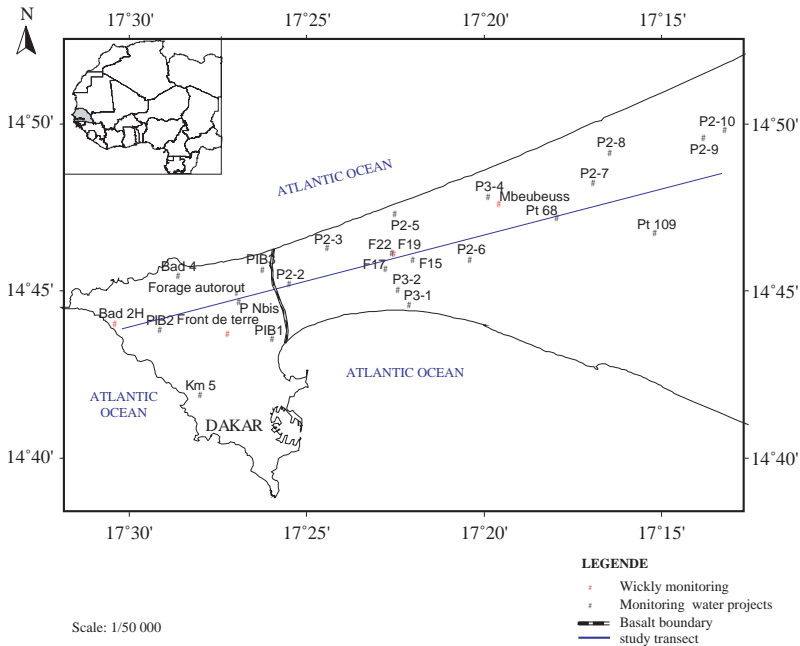 N
17°30' 17°25' 17°20' 17°15'
14°50' 14°50'
P2-10
P2-8
P2-9
P2-7
ATLANTIC OCEAN
P3-4
Mbeubeuss
Pt 68
P2-5
Pt 109
P2-3
F22 F19
P2-6
PIB3
Bad 4
F17 F15
P2-2
Forage autorout
P3-2
14°45' 14°45'
P3-1
P Nbis
Bad 2H
PIB2
Front de terre
PIB1
ATLANTIC OCEAN
Km 5
ATLANTIC
OCEAN
DAKAR
14°40' 14°40'
17°30' 17°25' 17°20' 17°15'
LEGENDE
Wickly monitoring
Monitoring water projects
Basalt boundary
study transect
Scale: 1/50 000